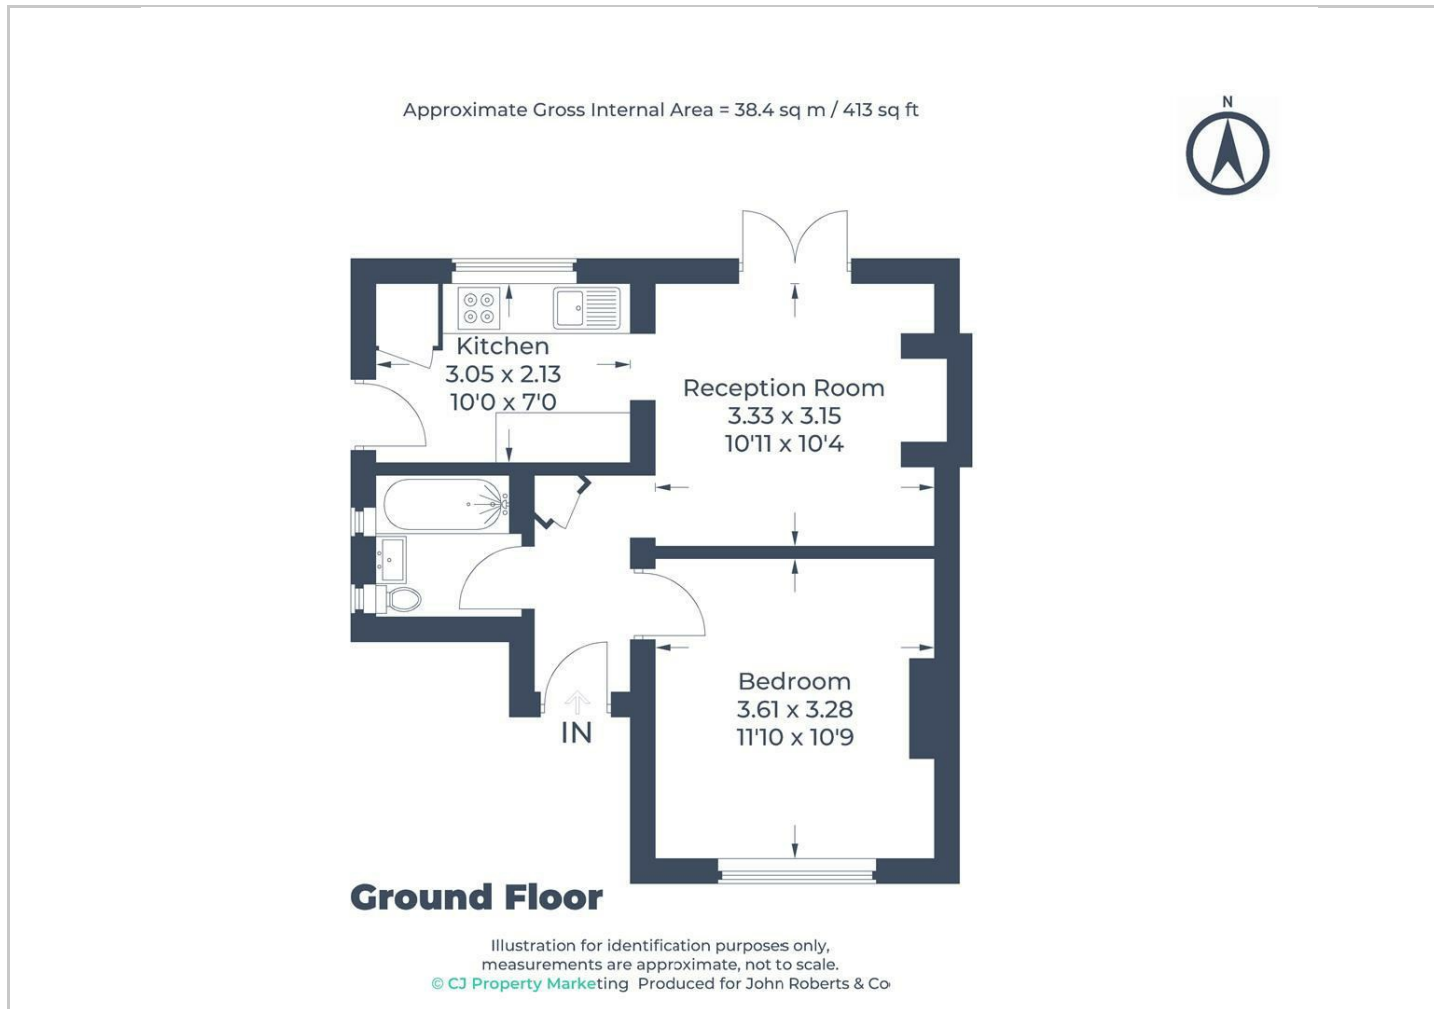 Approximate Gross Internal Area = 38.4 sq m / 413 sq ft
N
Kitchen
3.05 x 2.13
10'0 x 7'0
Reception Room
3.33 x 3.15
10'11 x 10'4
Bedroom
3.61 x 3.28
11'10 x 10'9
IN
Ground Floor
Illustration for identification purposes only,
measurements are approximate, not to scale.
© CJ Property Marketing Produced for John Roberts & Co